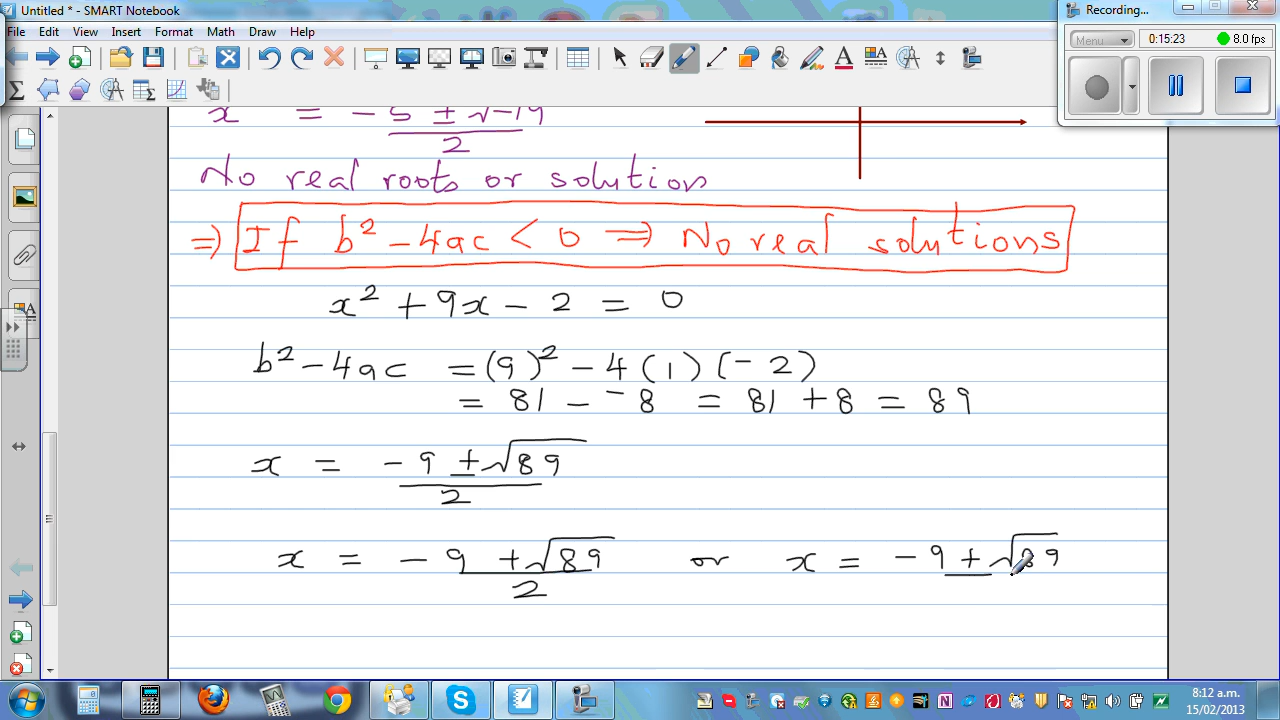 Untitled * - SMART Notebook
File Edit View Insert Format Math Draw Help
Recording...
Menu 0:15:23 8.0 fps
x = -5 ± √-19
2
No real roots or solution
⇒) If b² - 4ac < 0 ⇒ No real solutions
x² + 9x - 2 = 0
b² - 4ac = (9)² - 4(1)(-2)
= 81 - -8 = 81 + 8 = 89
x = -9 ± √89
2
x = -9 + √89 or x = -9 + √89
2
8:12 a.m.
15/02/2013